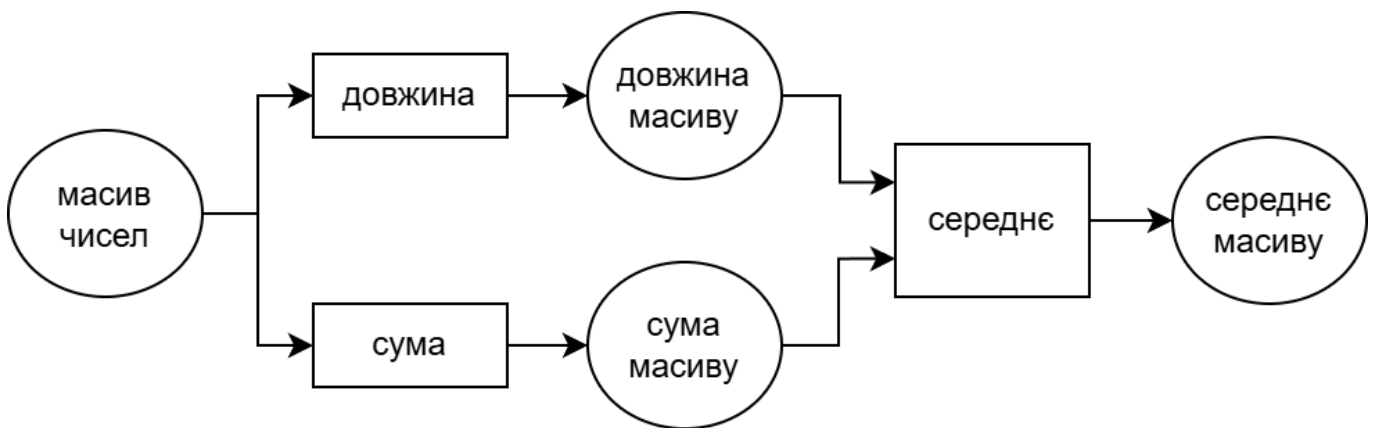 масив
чисел
довжина
довжина
масиву
сума
сума
масиву
середнє
середнє
масиву